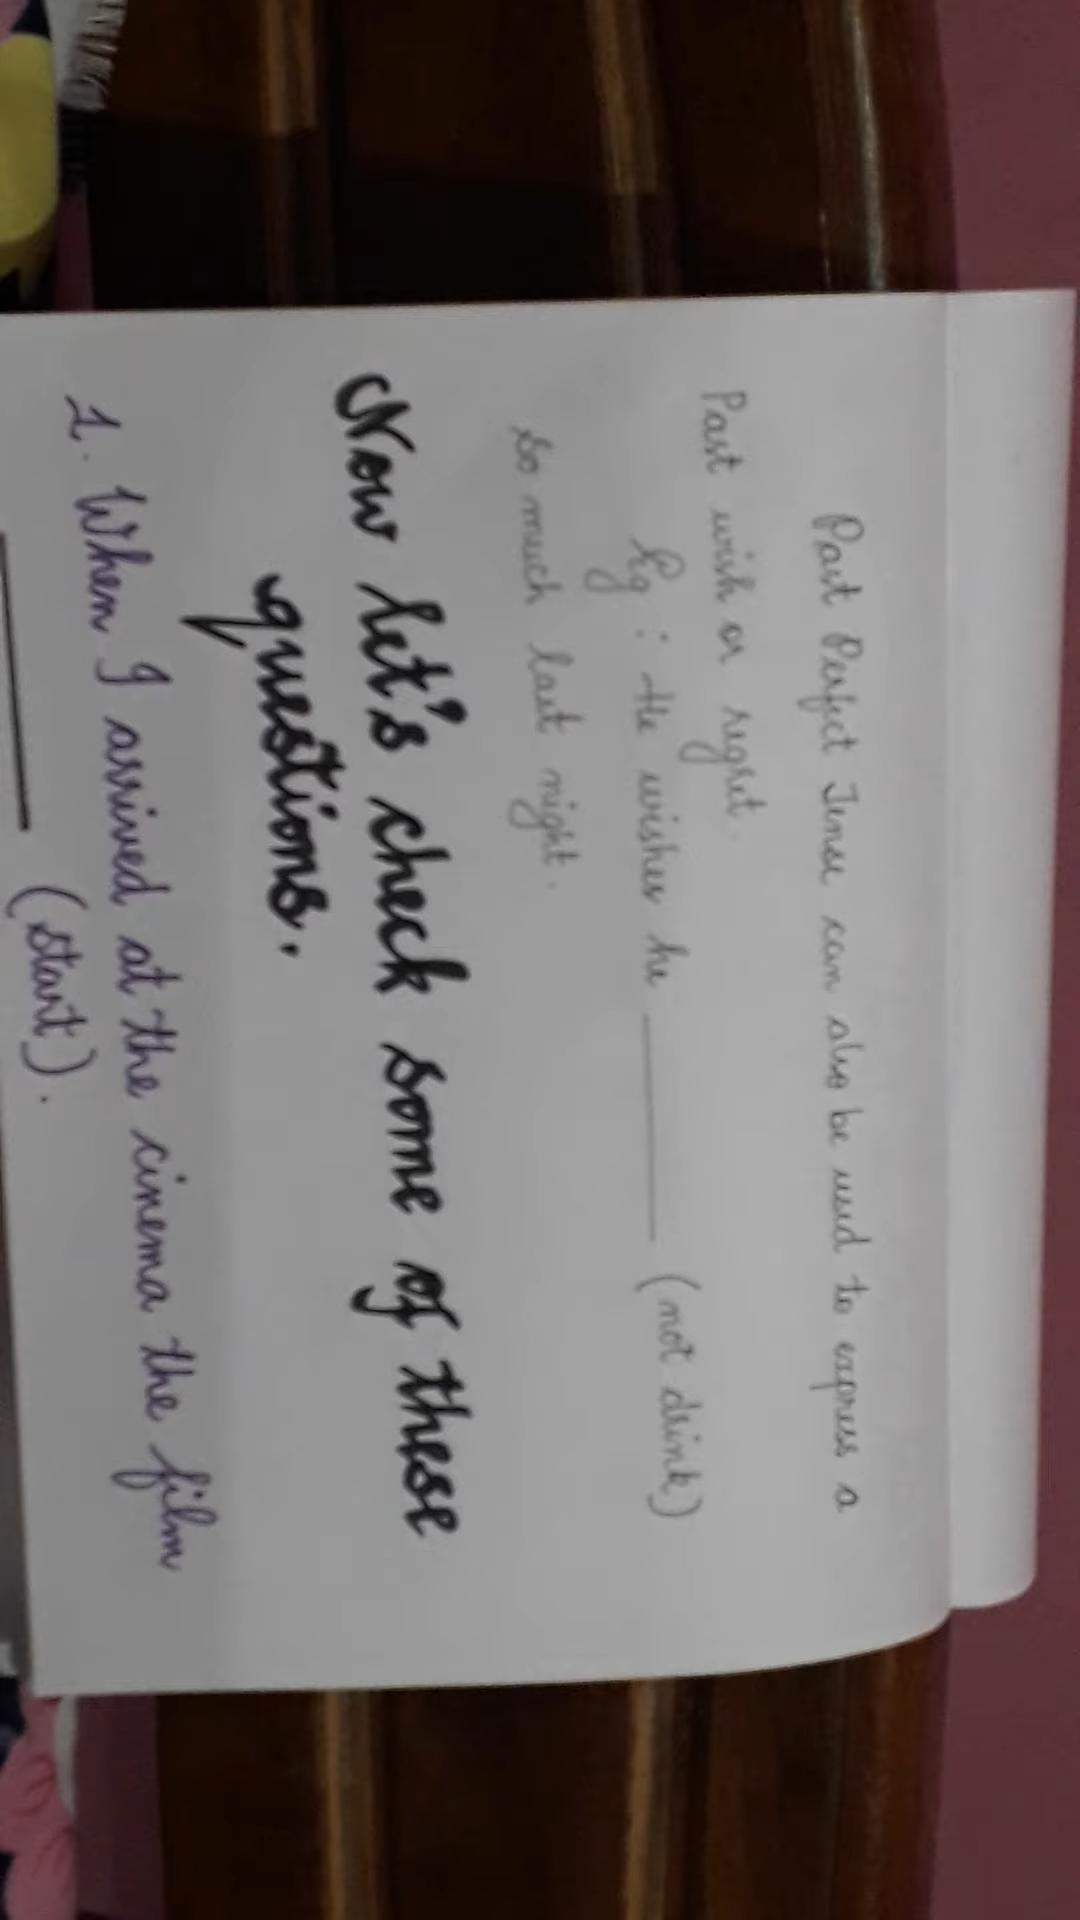 Past Perfect Tense can also be used to express a
Past wish or regret.
Eg : He wishes he ________ (not drink)
so much last night.
Now let's check some of these
questions.
1. When I arrived at the cinema the film
________ (start).